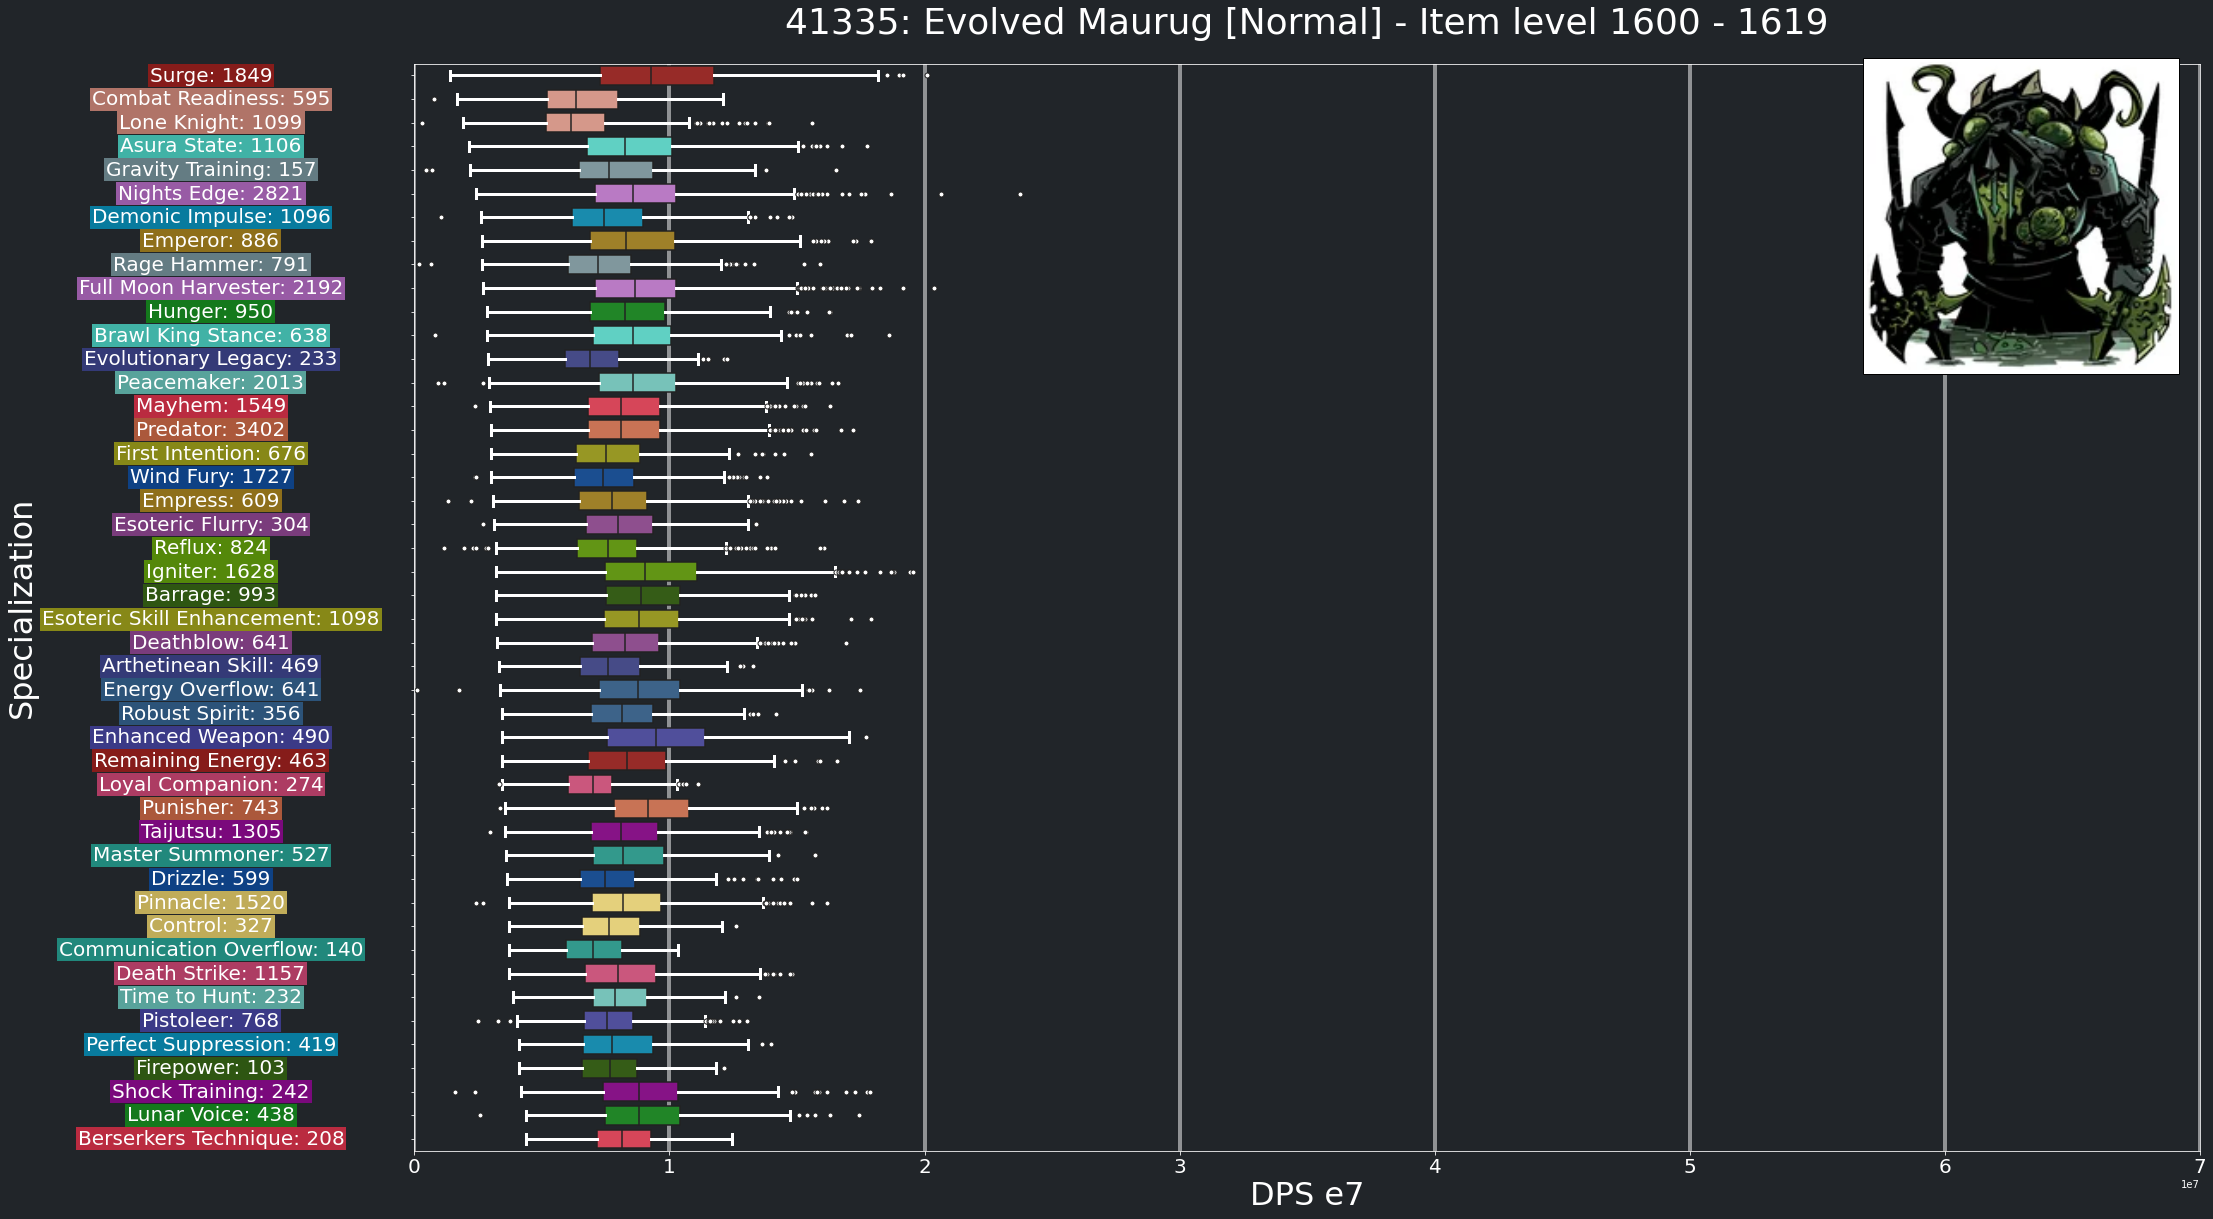 41335: Evolved Maurug [Normal] - Item level 1600 - 1619
Specialization
Surge: 1849
Combat Readiness: 595
Lone Knight: 1099
Asura State: 1106
Gravity Training: 157
Nights Edge: 2821
Demonic Impulse: 1096
Emperor: 886
Rage Hammer: 791
Full Moon Harvester: 2192
Hunger: 950
Brawl King Stance: 638
Evolutionary Legacy: 233
Peacemaker: 2013
Mayhem: 1549
Predator: 3402
First Intention: 676
Wind Fury: 1727
Empress: 609
Esoteric Flurry: 304
Reflux: 824
Igniter: 1628
Barrage: 993
Esoteric Skill Enhancement: 1098
Deathblow: 641
Arthetinean Skill: 469
Energy Overflow: 641
Robust Spirit: 356
Enhanced Weapon: 490
Remaining Energy: 463
Loyal Companion: 274
Punisher: 743
Taijutsu: 1305
Master Summoner: 527
Drizzle: 599
Pinnacle: 1520
Control: 327
Communication Overflow: 140
Death Strike: 1157
Time to Hunt: 232
Pistoleer: 768
Perfect Suppression: 419
Firepower: 103
Shock Training: 242
Lunar Voice: 438
Berserkers Technique: 208
0 1 2 3 4 5 6 7
1e7
DPS e7